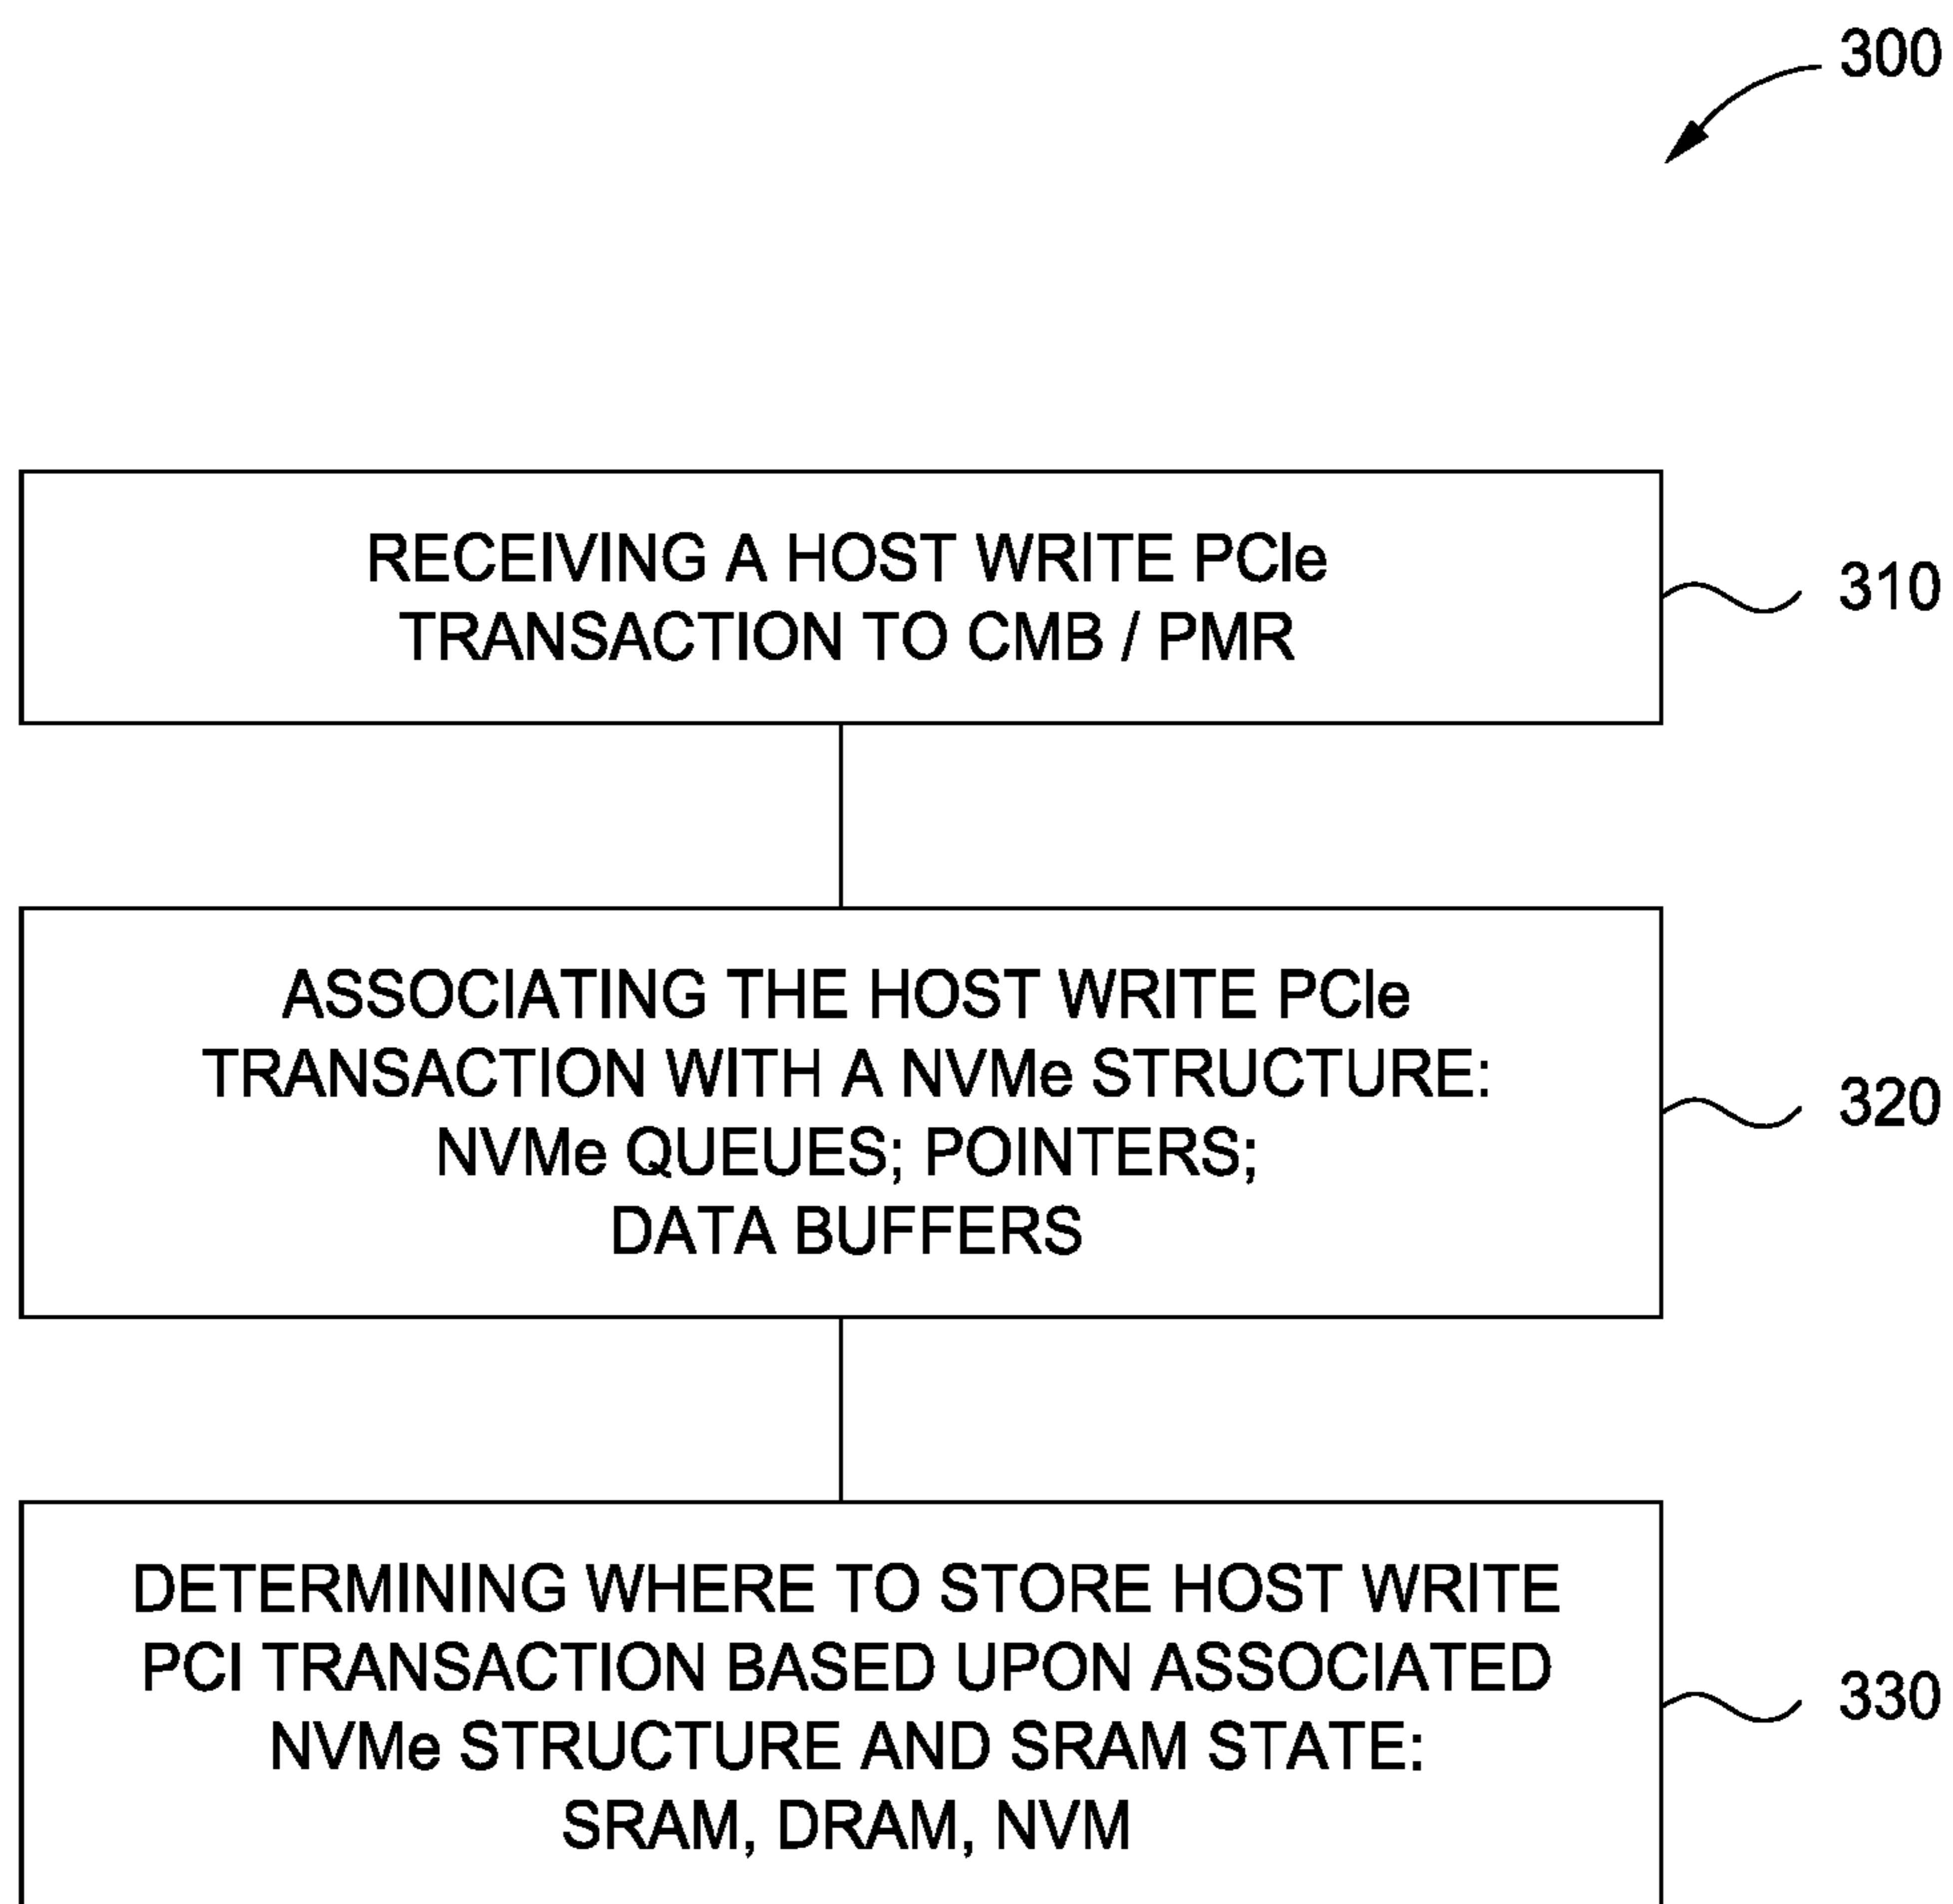 300
RECEIVING A HOST WRITE PCIe
TRANSACTION TO CMB / PMR
310
ASSOCIATING THE HOST WRITE PCIe
TRANSACTION WITH A NVMe STRUCTURE:
NVMe QUEUES; POINTERS;
DATA BUFFERS
320
DETERMINING WHERE TO STORE HOST WRITE
PCI TRANSACTION BASED UPON ASSOCIATED
NVMe STRUCTURE AND SRAM STATE:
SRAM, DRAM, NVM
330